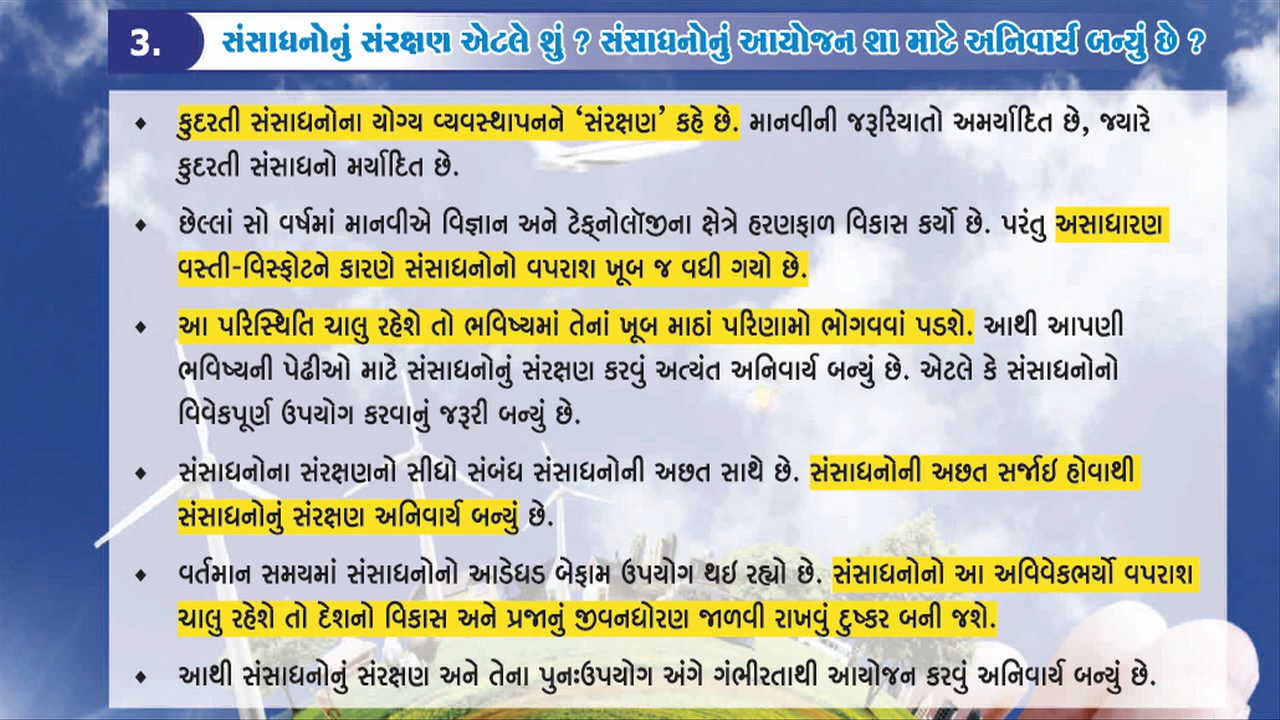 3. સંસાધનોનું સંરક્ષણ એટલે શું ? સંસાધનોનું આયોજન શા માટે અનિવાર્ય બન્યું છે ?
♦ કુદરતી સંસાધનોના યોગ્ય વ્યવસ્થાપનને ‘સંરક્ષણ’ કહે છે. માનવીની જરૂરિયાતો અમર્યાદિત છે, જ્યારે
કુદરતી સંસાધનો મર્યાદિત છે.
♦ છેલ્લાં સો વર્ષમાં માનવીએ વિજ્ઞાન અને ટેક્નોલૉજીના ક્ષેત્રે હરણફાળ વિકાસ કર્યો છે. પરંતુ અસાધારણ
વસ્તી-વિસ્ફોટને કારણે સંસાધનોનો વપરાશ ખૂબ જ વધી ગયો છે.
♦ આ પરિસ્થિતિ ચાલુ રહેશે તો ભવિષ્યમાં તેનાં ખૂબ માઠાં પરિણામો ભોગવવાં પડશે. આથી આપણી
ભવિષ્યની પેઢીઓ માટે સંસાધનોનું સંરક્ષણ કરવું અત્યંત અનિવાર્ય બન્યું છે. એટલે કે સંસાધનોનો
વિવેકપૂર્ણ ઉપયોગ કરવાનું જરૂરી બન્યું છે.
♦ સંસાધનોના સંરક્ષણનો સીધો સંબંધ સંસાધનોની અછત સાથે છે. સંસાધનોની અછત સર્જાઇ હોવાથી
સંસાધનોનું સંરક્ષણ અનિવાર્ય બન્યું છે.
♦ વર્તમાન સમયમાં સંસાધનોનો આડેધડ બેફામ ઉપયોગ થઇ રહ્યો છે. સંસાધનોનો આ અવિવેકભર્યો વપરાશ
ચાલુ રહેશે તો દેશનો વિકાસ અને પ્રજાનું જીવનધોરણ જાળવી રાખવું દુષ્કર બની જશે.
♦ આથી સંસાધનોનું સંરક્ષણ અને તેના પુનઃઉપયોગ અંગે ગંભીરતાથી આયોજન કરવું અનિવાર્ય બન્યું છે.